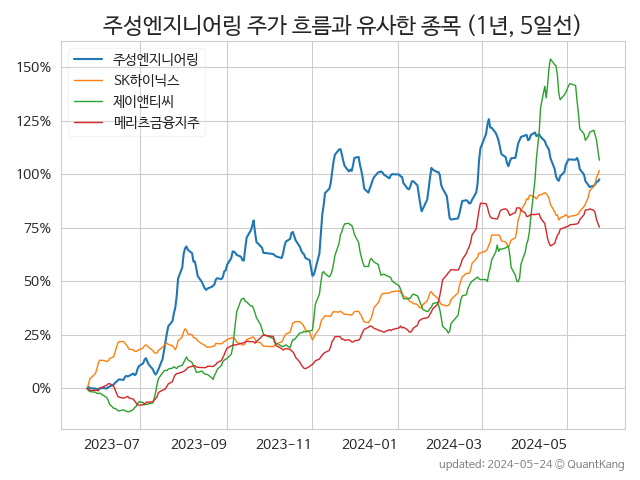 주성엔지니어링 주가 흐름과 유사한 종목 (1년, 5일선)
주성엔지니어링
SK하이닉스
제이앤티씨
메리츠금융지주
150%
125%
100%
75%
50%
25%
0%
2023-07 2023-09 2023-11 2024-01 2024-03 2024-05
updated: 2024-05-24 © QuantKang